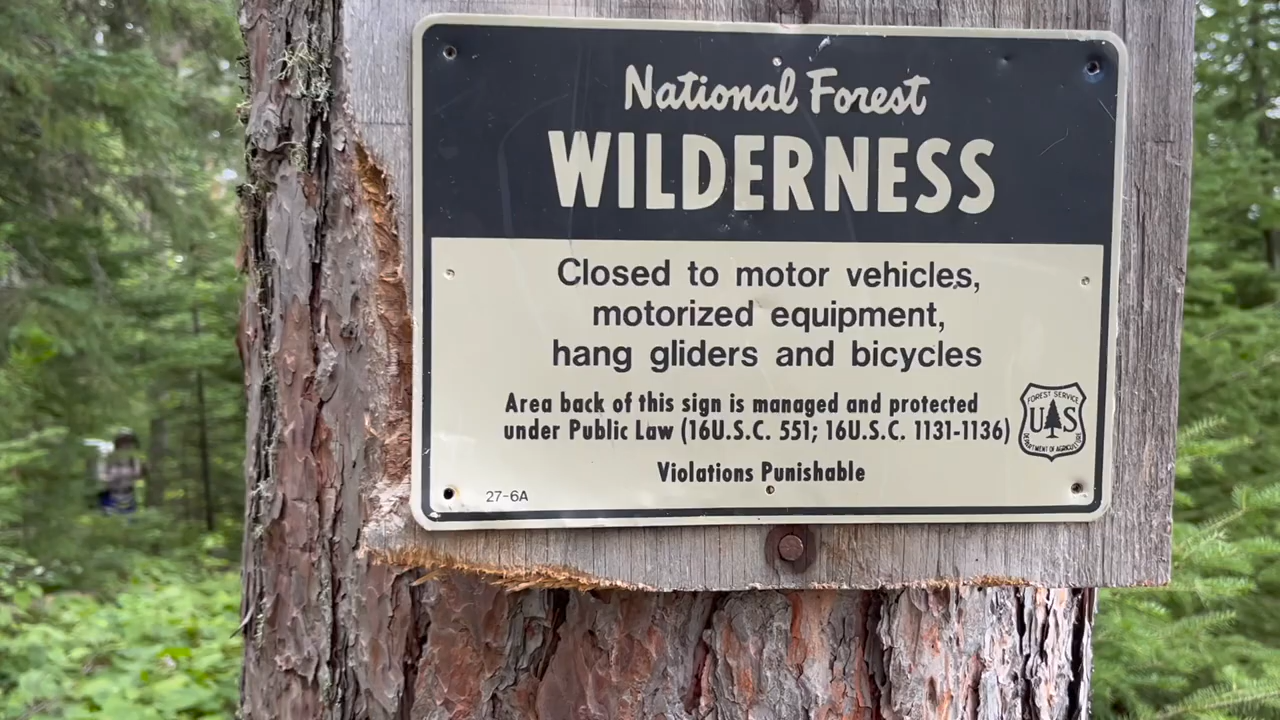 National Forest
WILDERNESS
Closed to motor vehicles,
motorized equipment,
hang gliders and bicycles
Area back of this sign is managed and protected
under Public Law (16U.S.C. 551; 16U.S.C. 1131-1136)
Violations Punishable
27-6A
FOREST SERVICE
U S
DEPARTMENT OF AGRICULTURE